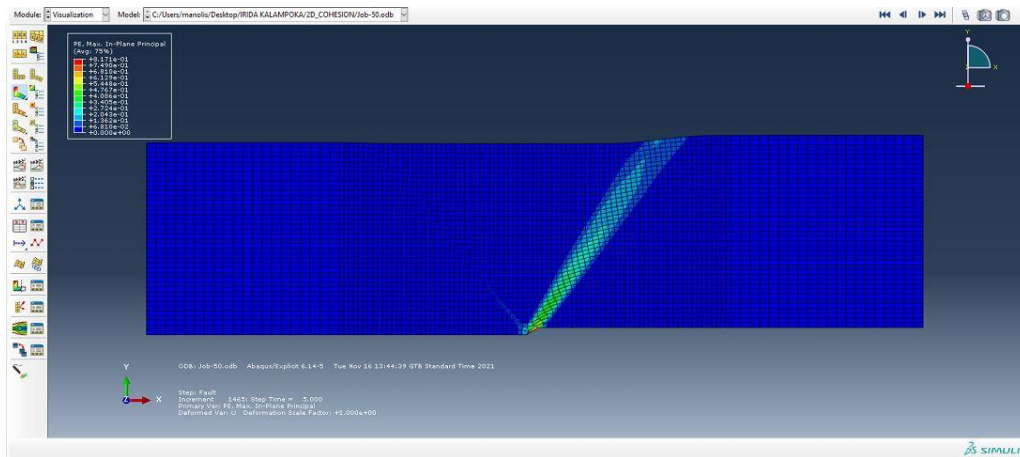 Module: Visualization Model: C:/Users/manolis/Desktop/IRIDA KALAMPOKA/2D_COHESION/Job-50.odb
PE, Max. In-Plane Principal
(Avg: 75%)
+8.171e-01
+7.490e-01
+6.810e-01
+6.129e-01
+5.448e-01
+4.767e-01
+4.086e-01
+3.405e-01
+2.724e-01
+2.043e-01
+1.362e-01
+6.810e-02
+0.000e+00
Y
X
Y
Z X
ODB: Job-50.odb Abaqus/Explicit 6.14-5 Tue Nov 16 13:44:39 GTB Standard Time 2021
Step: Fault
Increment 1465: Step Time = 5.000
Primary Var: PE, Max. In-Plane Principal
Deformed Var: U Deformation Scale Factor: +1.000e+00
SIMULI